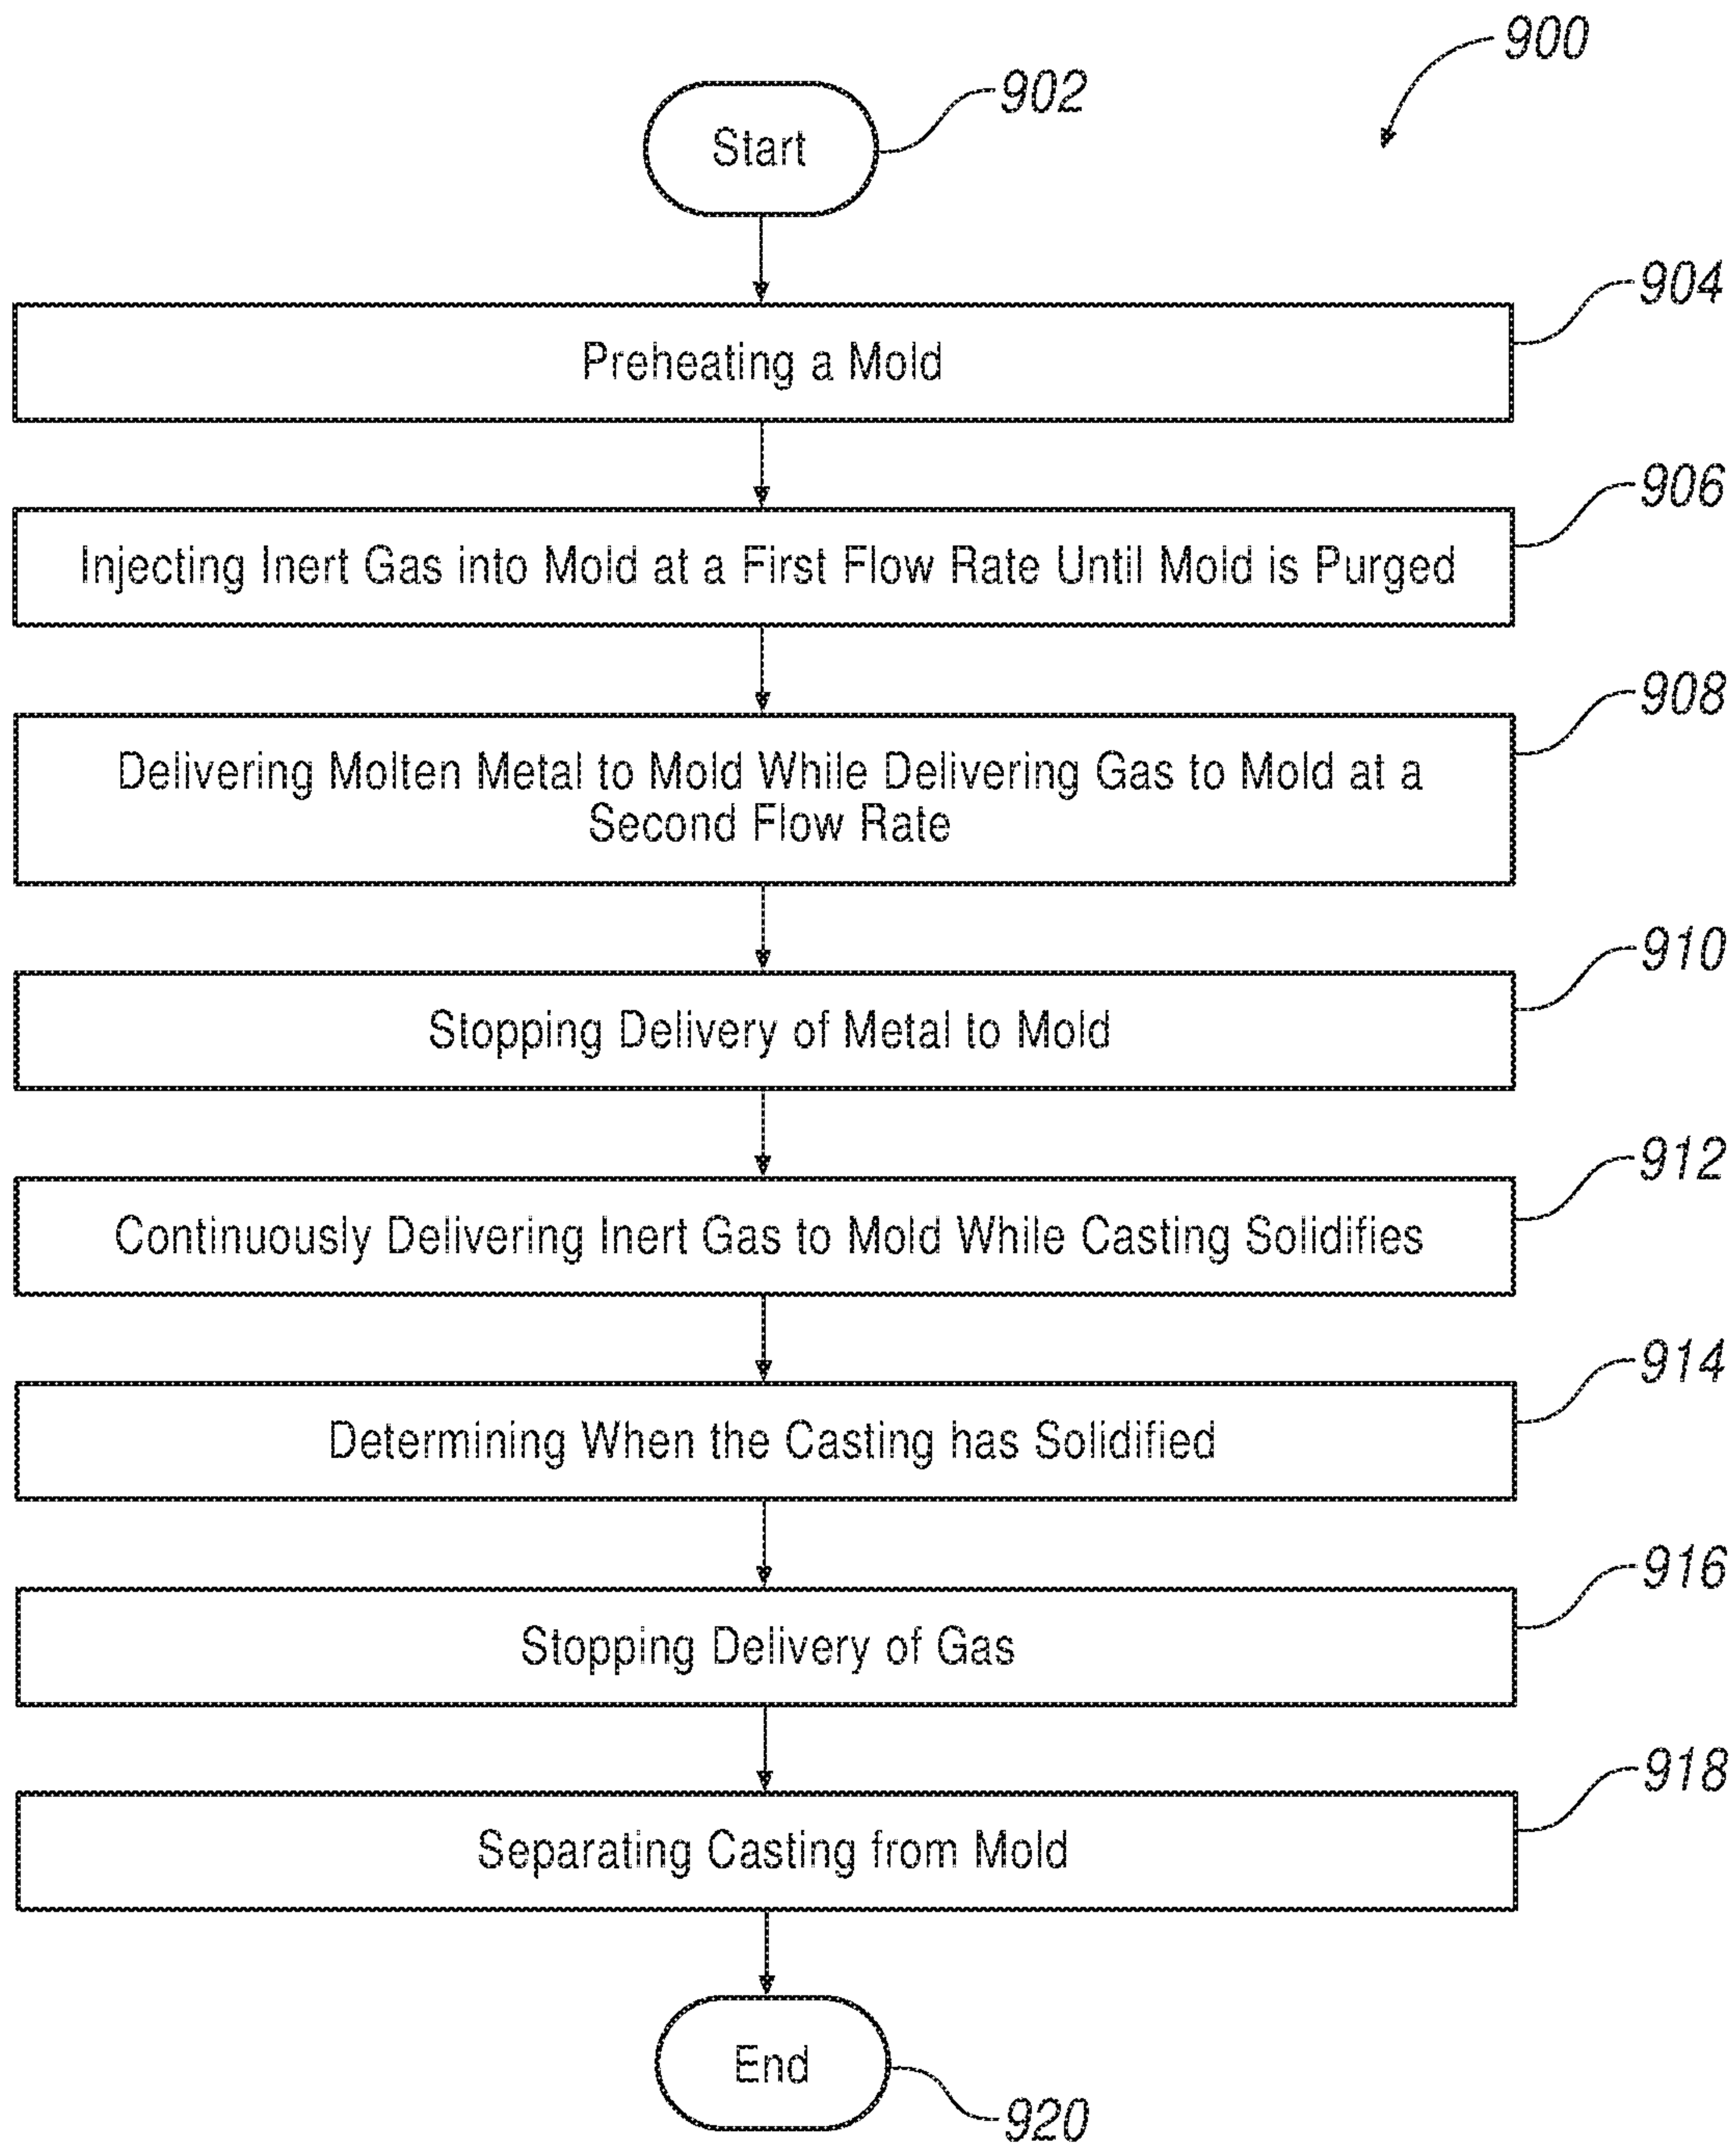 900
902
Start
904
Preheating a Mold
906
Injecting Inert Gas into Mold at a First Flow Rate Until Mold is Purged
908
Delivering Molten Metal to Mold While Delivering Gas to Mold at a
Second Flow Rate
910
Stopping Delivery of Metal to Mold
912
Continuously Delivering Inert Gas to Mold While Casting Solidifies
914
Determining When the Casting has Solidified
916
Stopping Delivery of Gas
918
Separating Casting from Mold
End
920